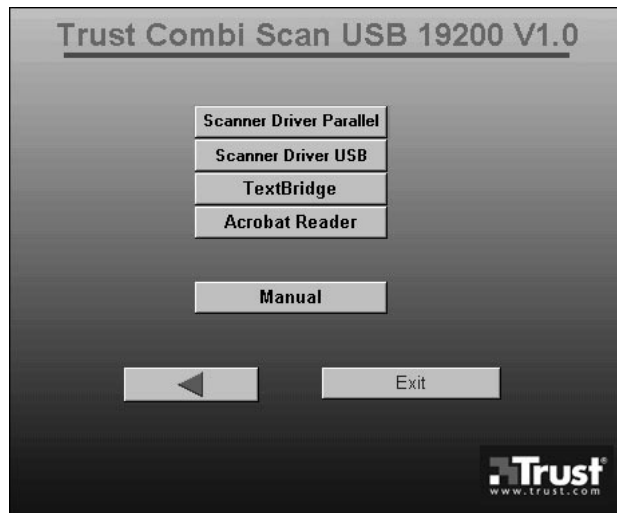 Trust Combi Scan USB 19200 V1.0
Scanner Driver Parallel
Scanner Driver USB
TextBridge
Acrobat Reader
Manual
Exit
Trust®
www.trust.com